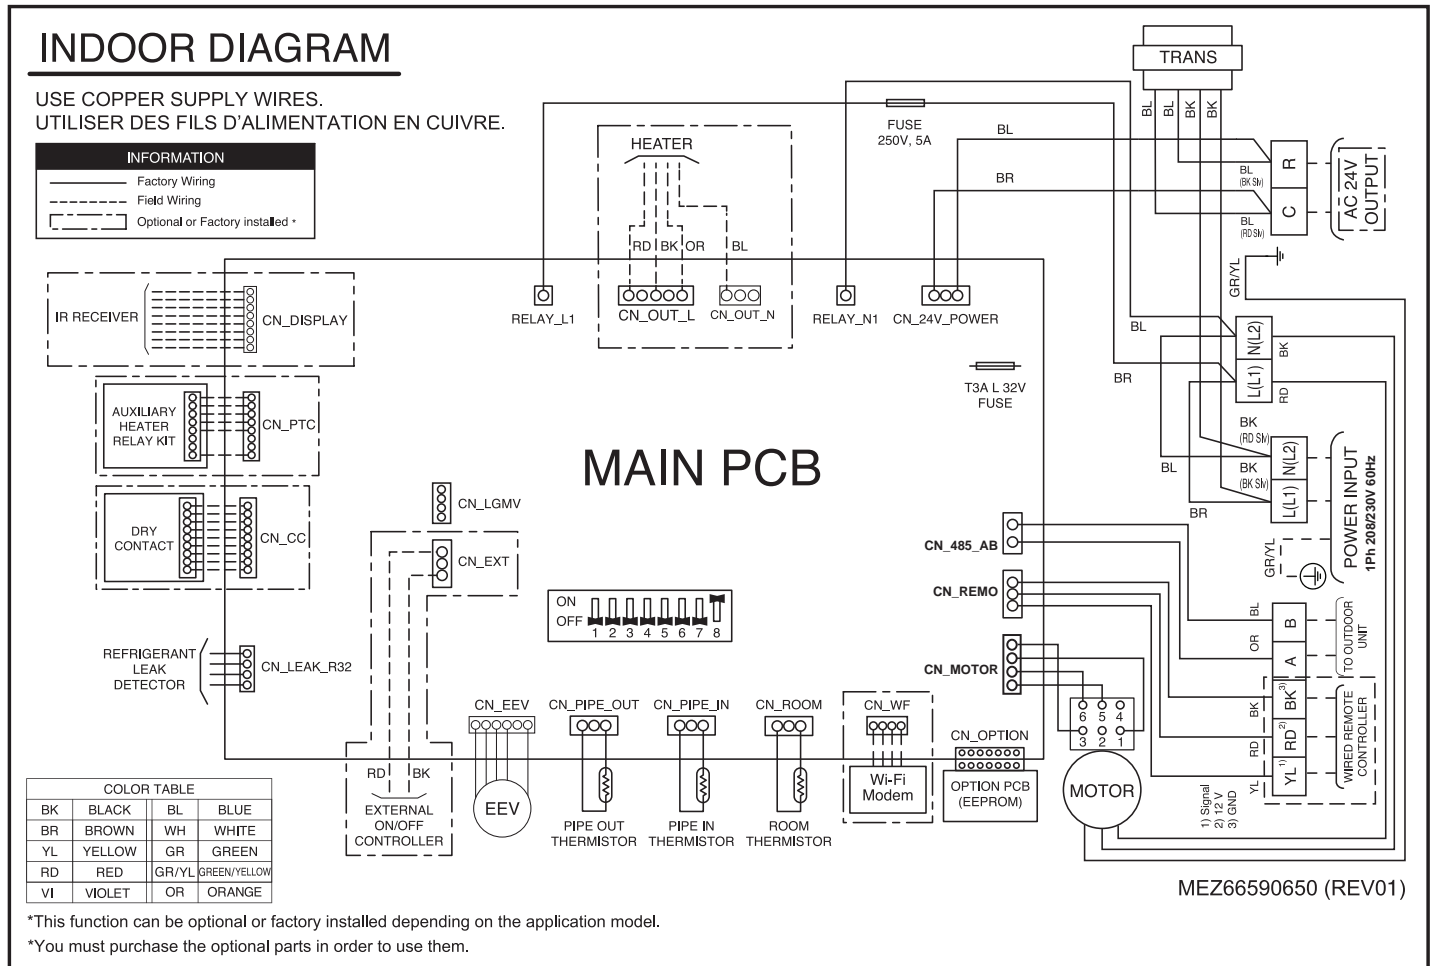 INDOOR DIAGRAM
USE COPPER SUPPLY WIRES.
UTILISER DES FILS D'ALIMENTATION EN CUIVRE.
INFORMATION
Factory Wiring
Field Wiring
Optional or Factory installed *
TRANS
BL
BL
BK
BK
FUSE
250V, 5A
BL
BR
R
C
BL
(BK Slv)
BL
(RD Slv)
AC 24V
OUTPUT
HEATER
RD
BK
OR
BL
RELAY_L1
CN_OUT_L
CN_OUT_N
RELAY_N1
CN_24V_POWER
GR/YL
IR RECEIVER
CN_DISPLAY
BL
BR
N(L2)
L(L1)
BK
RD
T3A L 32V
FUSE
AUXILIARY
HEATER
RELAY KIT
CN_PTC
MAIN PCB
BK
(RD Slv)
BK
(BK Slv)
BL
BR
N(L2)
L(L1)
POWER INPUT
1Ph 208/230V 60Hz
GR/YL
DRY
CONTACT
CN_CC
CN_LGMV
CN_EXT
CN_485_AB
CN_REMO
CN_MOTOR
ON
OFF
1 2 3 4 5 6 7 8
BL
OR
B
A
TO OUTDOOR
UNIT
BK
RD
YL
BK 3)
RD 2)
YL 1)
WIRED REMOTE
CONTROLLER
1) Signal
2) 12 V
3) GND
REFRIGERANT
LEAK
DETECTOR
CN_LEAK_R32
CN_EEV
CN_PIPE_OUT
CN_PIPE_IN
CN_ROOM
CN_WF
CN_OPTION
6 5 4
3 2 1
RD
BK
EXTERNAL
ON/OFF
CONTROLLER
EEV
PIPE OUT
THERMISTOR
PIPE IN
THERMISTOR
ROOM
THERMISTOR
Wi-Fi
Modem
OPTION PCB
(EEPROM)
MOTOR
COLOR TABLE
BK BLACK BL BLUE
BR BROWN WH WHITE
YL YELLOW GR GREEN
RD RED GR/YL GREEN/YELLOW
VI VIOLET OR ORANGE
MEZ66590650 (REV01)
*This function can be optional or factory installed depending on the application model.
*You must purchase the optional parts in order to use them.